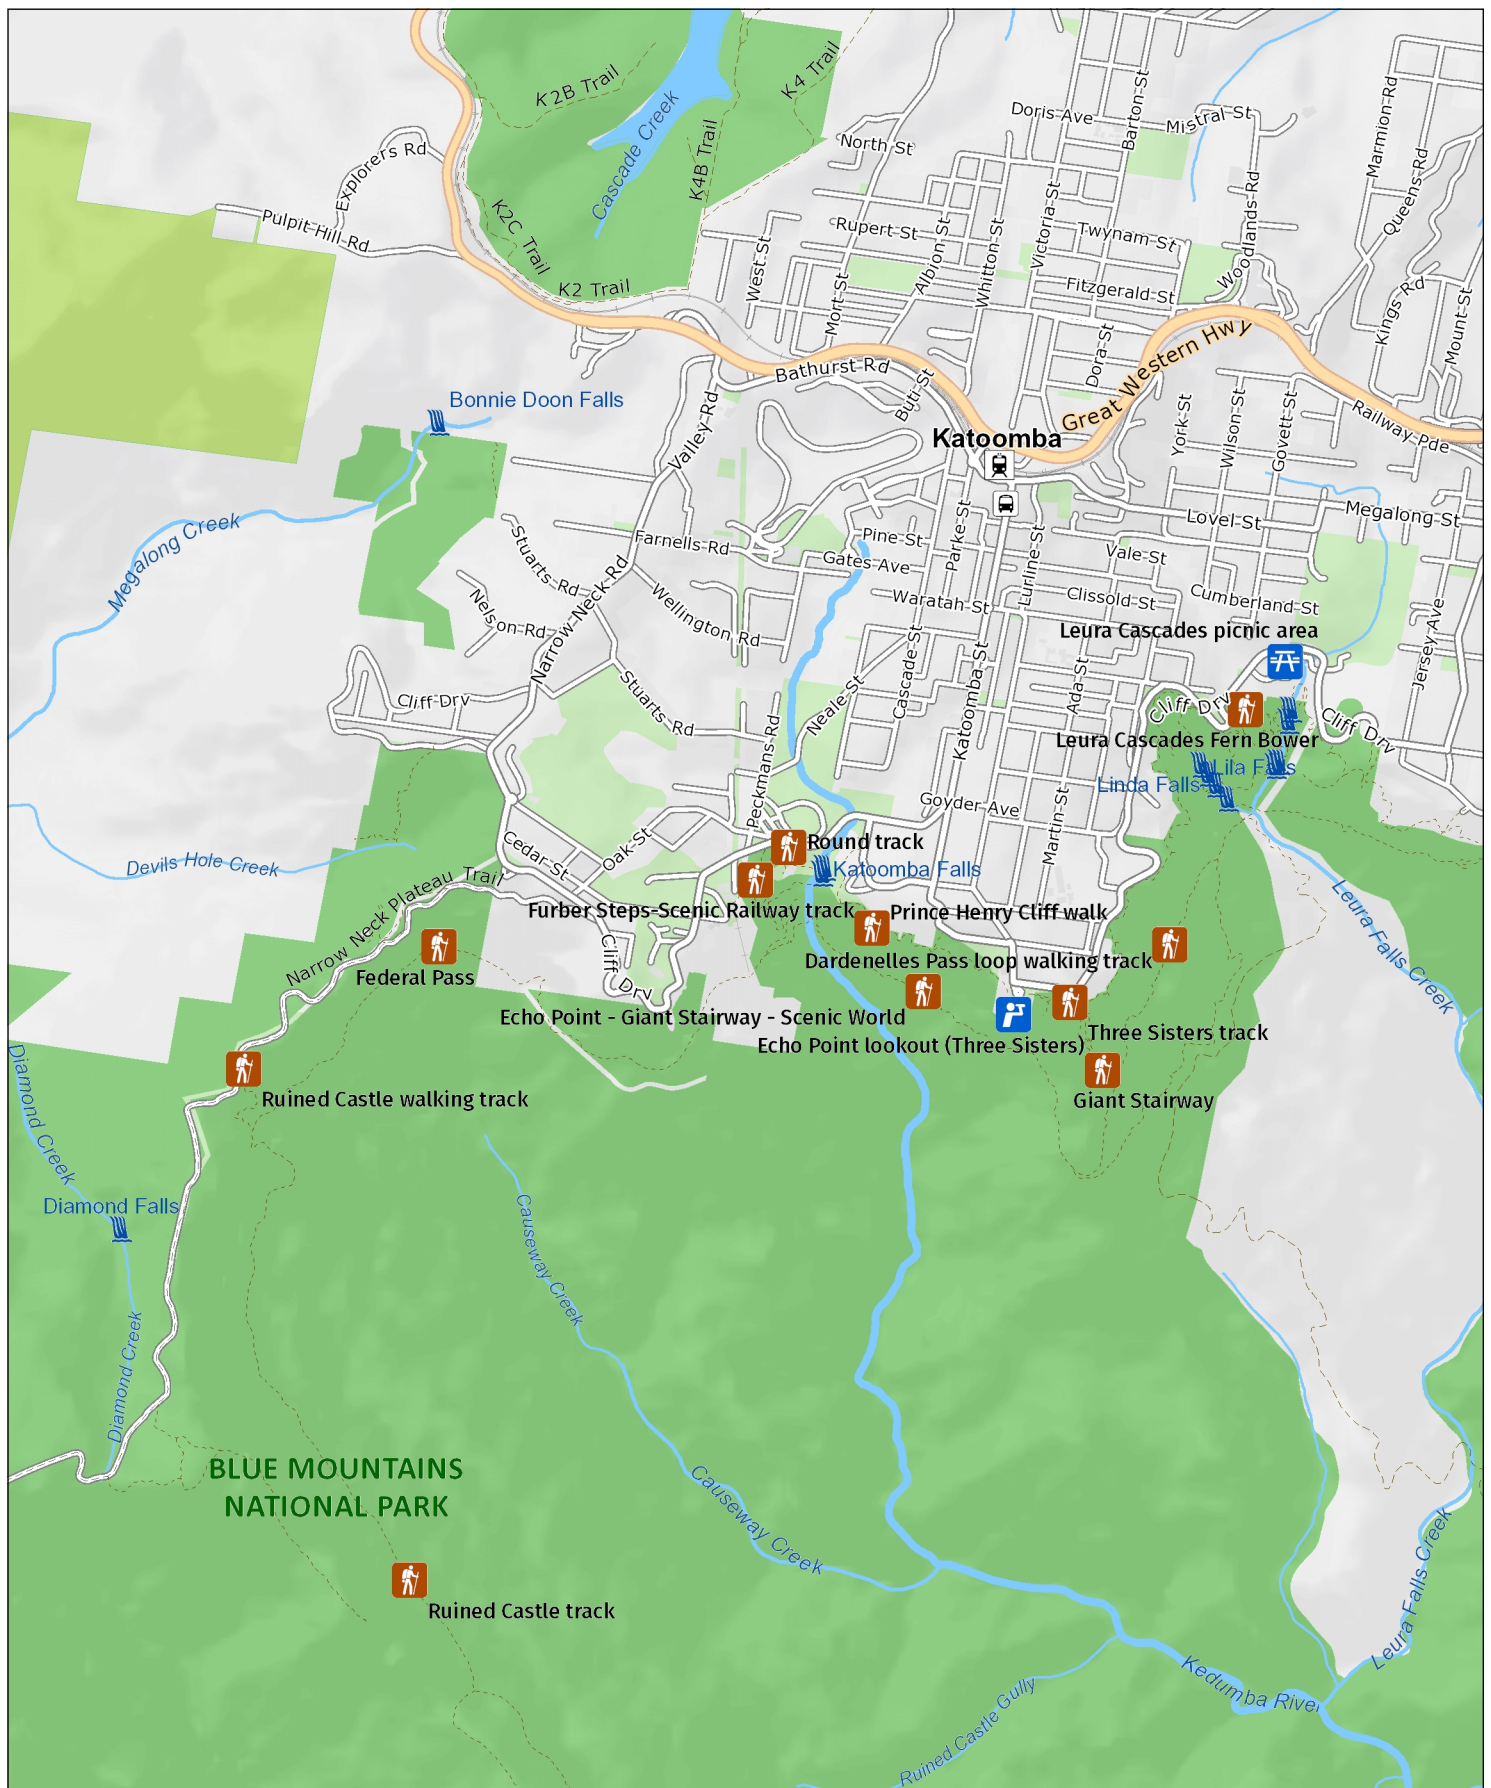 K2B Trail
K4 Trail
Cascade Creek
K4B Trail
K2C Trail
K2 Trail
Explorers Rd
Pulpit Hill Rd
North St
Doris Ave
Barton St
Mistral St
Marmion Rd
Queens Rd
Woodlands Rd
Rupert St
Albion St
Whitton St
Victoria St
Twynam St
West St
Mort St
Fitzgerald St
Kings Rd
Mount St
Dora St
Great Western Hwy
Bathurst Rd
Buti St
Valley Rd
Bonnie Doon Falls
Katoomba
York St
Wilson St
Govett St
Railway Pde
Megalong Creek
Lovel St
Megalong St
Parke St
Pine St
Gates Ave
Farnells Rd
Stuarts Rd
Narrow Neck Rd
Nelson Rd
Wellington Rd
Lurline St
Vale St
Waratah St
Clissold St
Cumberland St
Leura Cascades picnic area
Jersey Ave
Cliff Drv
Stuarts Rd
Peckmans Rd
Neale St
Cascade St
Katoomba St
Ada St
Cliff Drv
Cliff Drv
Leura Cascades Fern Bower
Lila Falls
Linda Falls
Goyder Ave
Martin St
Cedar St
Oak St
Round track
Katoomba Falls
Devils Hole Creek
Narrow Neck Plateau Trail
Furber Steps-Scenic Railway track
Prince Henry Cliff walk
Leura Falls Creek
Federal Pass
Cliff Drv
Dardenelles Pass loop walking track
Echo Point - Giant Stairway - Scenic World
Echo Point lookout (Three Sisters)
Three Sisters track
Giant Stairway
Ruined Castle walking track
Diamond Creek
Diamond Falls
Causeway Creek
Diamond Creek
BLUE MOUNTAINS
NATIONAL PARK
Causeway Creek
Ruined Castle track
Leura Falls Creek
Kedumba River
Ruined Castle Gully